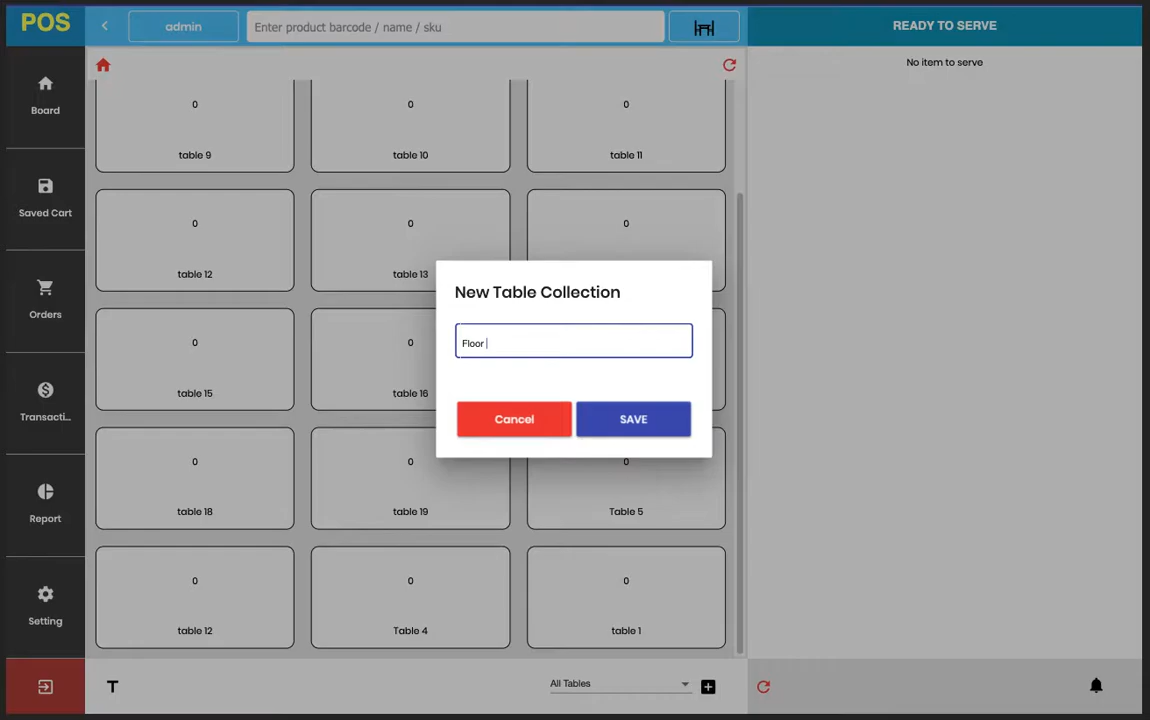 POS
admin
Enter product barcode / name / sku
READY TO SERVE
No item to serve
Board
Saved Cart
Orders
Transacti...
Report
Setting
0
table 9
0
table 10
0
table 11
0
table 12
0
table 13
0
0
table 15
0
table 16
0
table 18
0
table 19
0
Table 5
0
table 12
0
Table 4
0
table 1
New Table Collection
Floor
Cancel
SAVE
T
All Tables